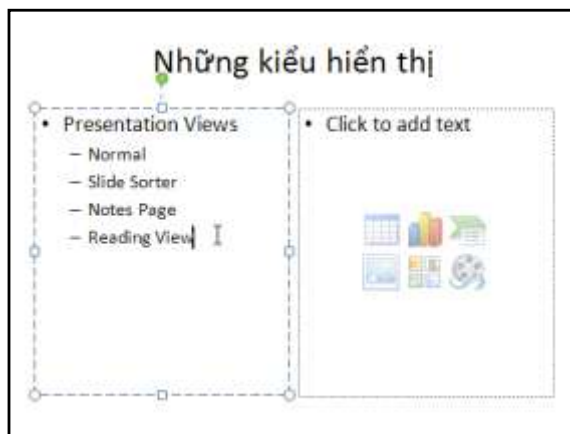 Những kiểu hiển thị
• Presentation Views
– Normal
– Slide Sorter
– Notes Page
– Reading View
• Click to add text